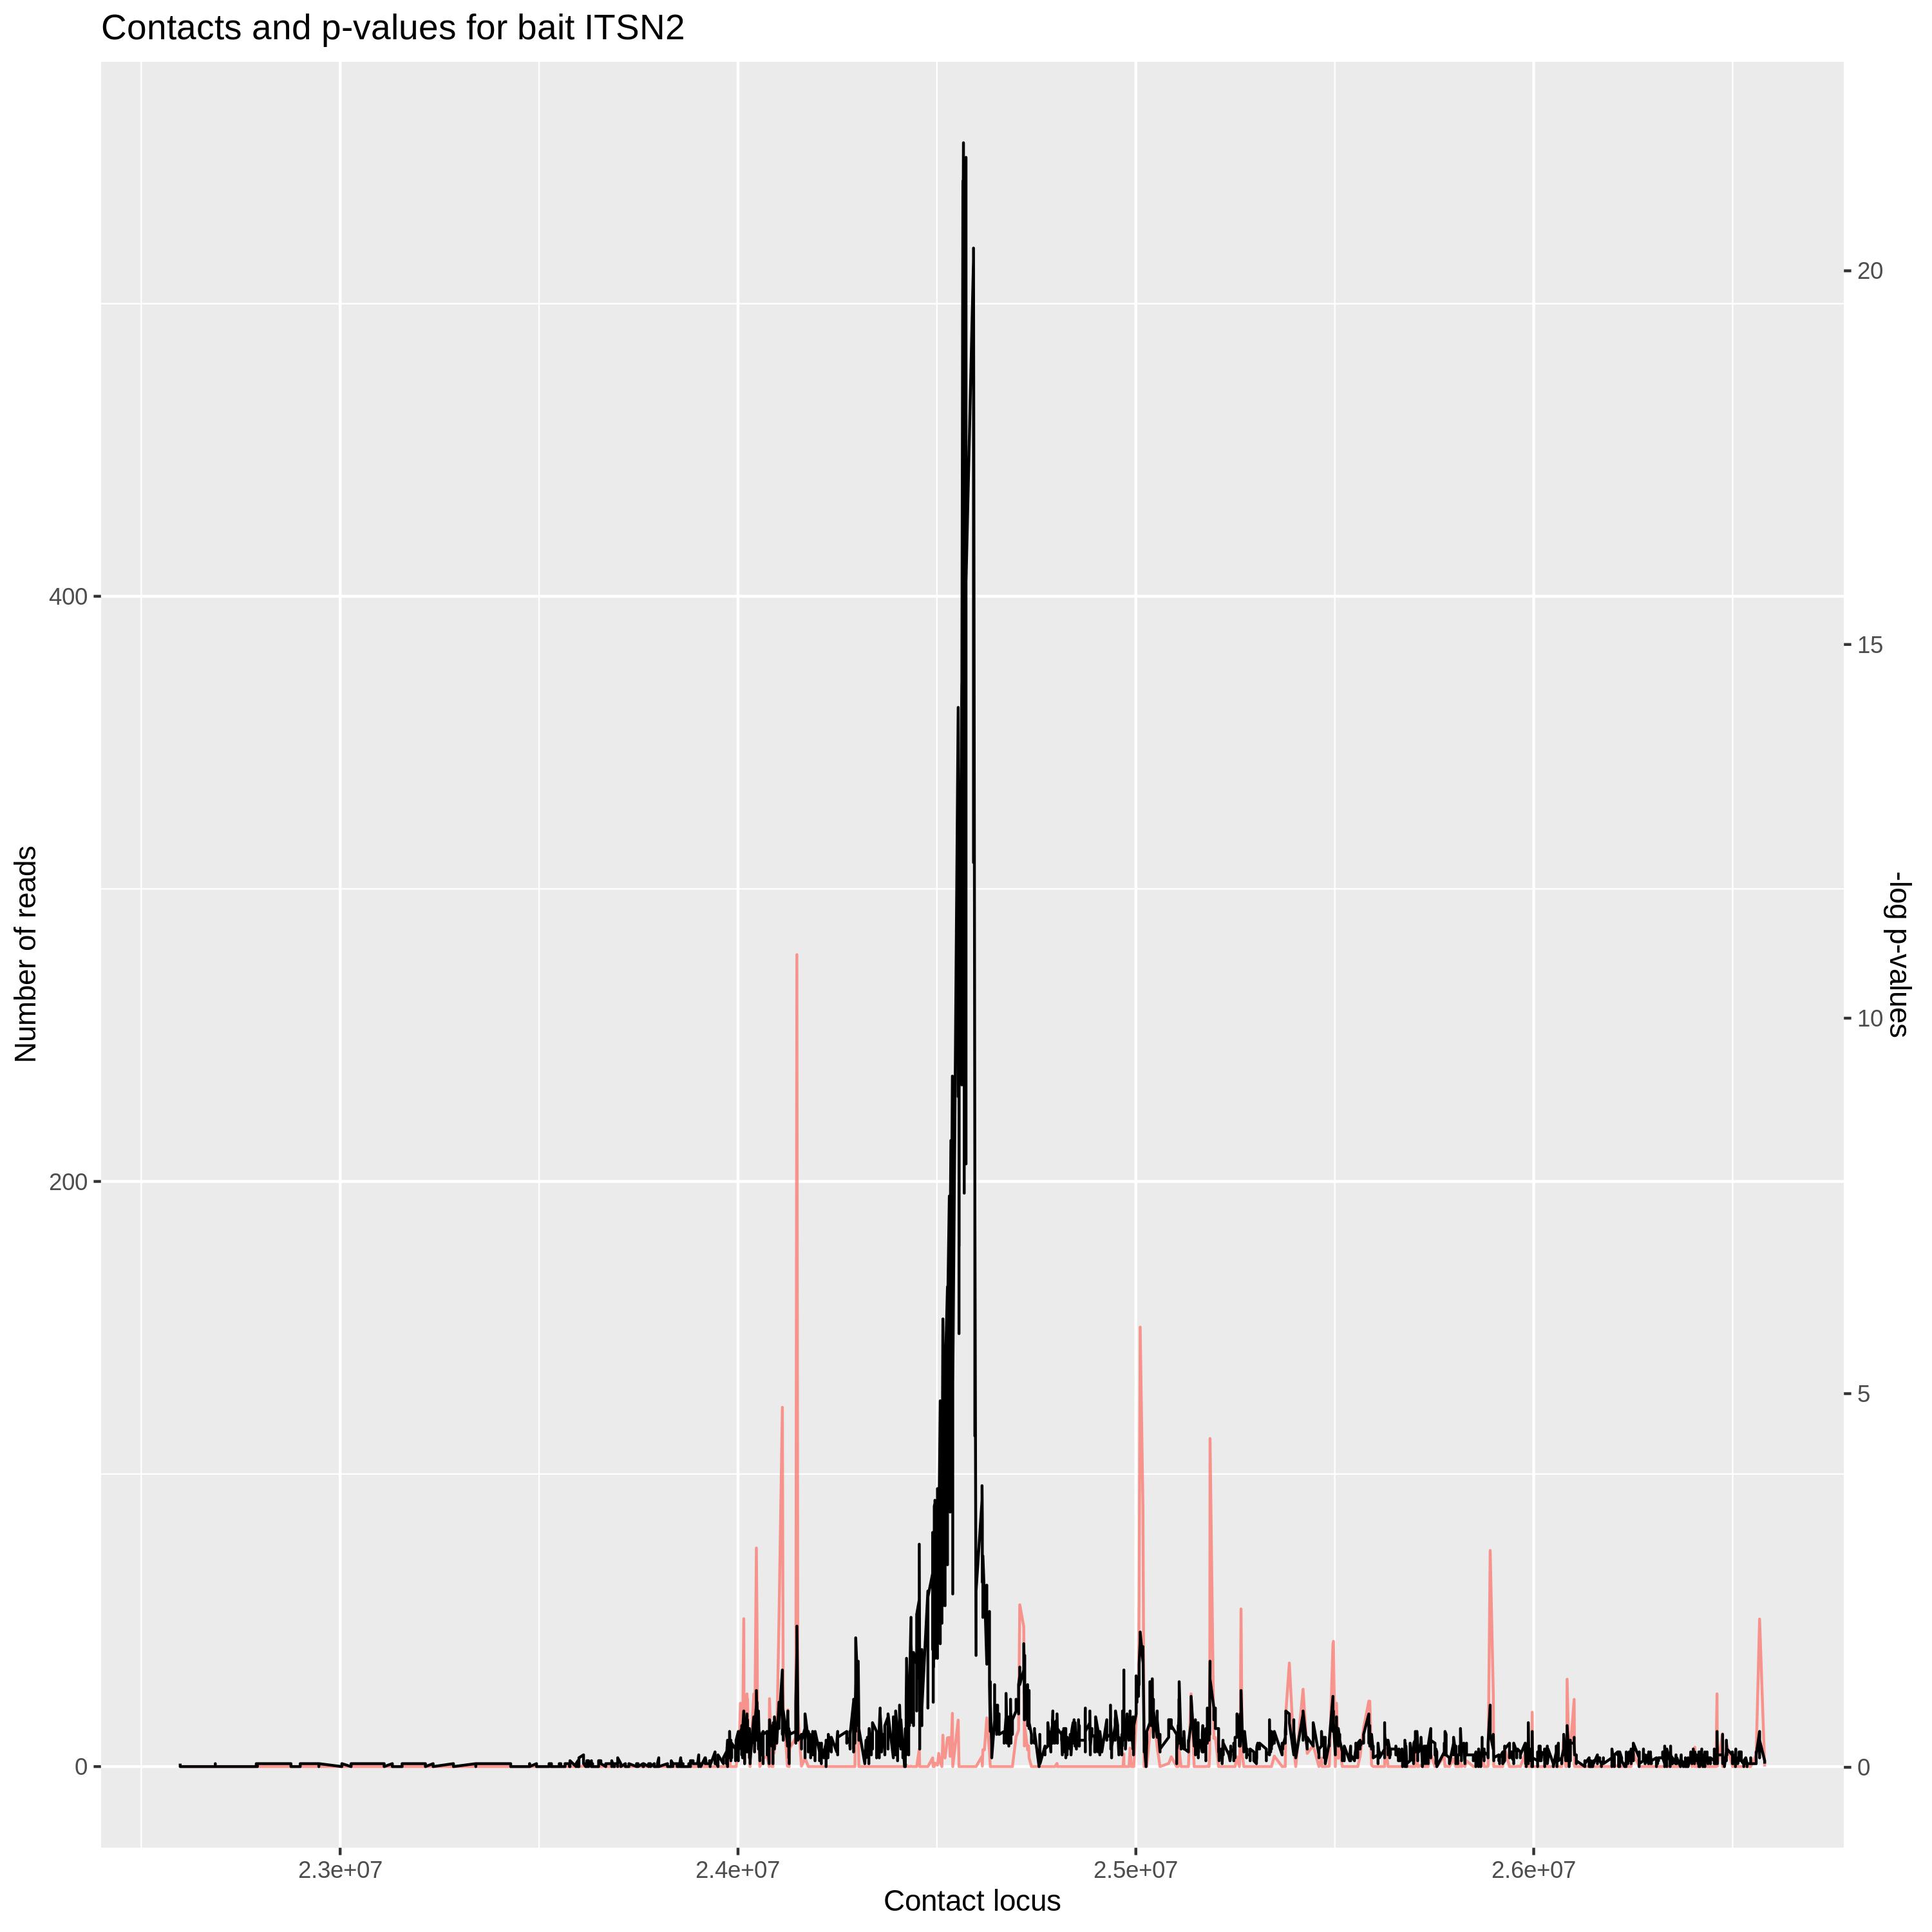 Contacts and p-values for bait ITSN2
Number of reads
400
200
0
20
15
10
5
0
-log p-values
2.3e+07
2.4e+07
2.5e+07
2.6e+07
Contact locus